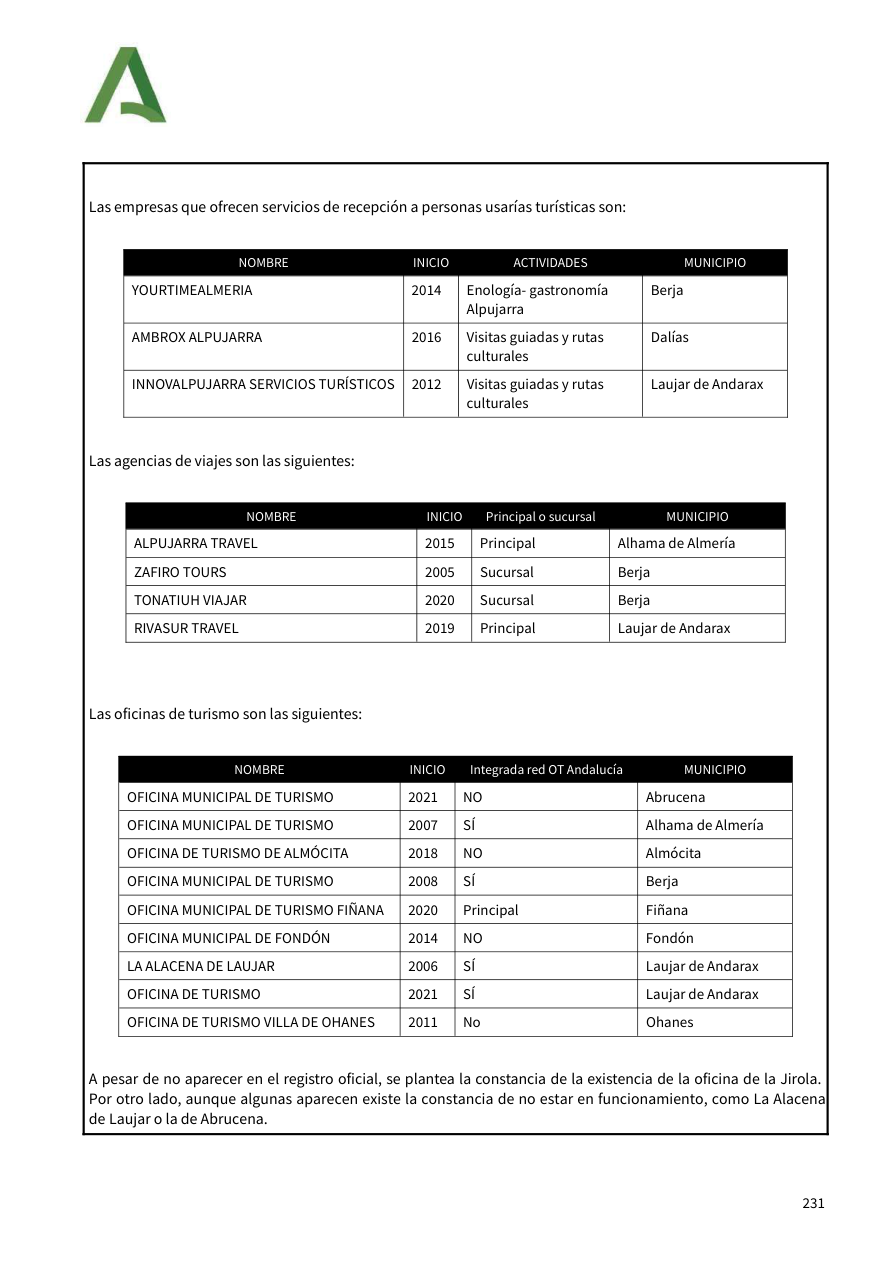 Las empresas que ofrecen servicios de recepción a personas usarías turísticas son:
NOMBRE INICIO ACTIVIDADES MUNICIPIO
YOURTIMEALMERIA 2014 Enología- gastronomía Berja
Alpujarra
AMBROX ALPUJARRA 2016 Visitas guiadas y rutas Dalías
culturales
INNOVALPUJARRA SERVICIOS TURÍSTICOS 2012 Visitas guiadas y rutas Laujar de Andarax
culturales
Las agencias de viajes son las siguientes:
NOMBRE INICIO Principal o sucursal MUNICIPIO
ALPUJARRA TRAVEL 2015 Principal Alhama de Almería
ZAFIRO TOURS 2005 Sucursal Berja
TONATIUH VIAJAR 2020 Sucursal Berja
RIVASUR TRAVEL 2019 Principal Laujar de Andarax
Las oficinas de turismo son las siguientes:
NOMBRE INICIO Integrada red OT Andalucía MUNICIPIO
OFICINA MUNICIPAL DE TURISMO 2021 NO Abrucena
OFICINA MUNICIPAL DE TURISMO 2007 SÍ Alhama de Almería
OFICINA DE TURISMO DE ALMÓCITA 2018 NO Almócita
OFICINA MUNICIPAL DE TURISMO 2008 SÍ Berja
OFICINA MUNICIPAL DE TURISMO FIÑANA 2020 Principal Fiñana
OFICINA MUNICIPAL DE FONDÓN 2014 NO Fondón
LA ALACENA DE LAUJAR 2006 SÍ Laujar de Andarax
OFICINA DE TURISMO 2021 SÍ Laujar de Andarax
OFICINA DE TURISMO VILLA DE OHANES 2011 No Ohanes
A pesar de no aparecer en el registro oficial, se plantea la constancia de la existencia de la oficina de la Jirola.
Por otro lado, aunque algunas aparecen existe la constancia de no estar en funcionamiento, como La Alacena
de Laujar o la de Abrucena.
231